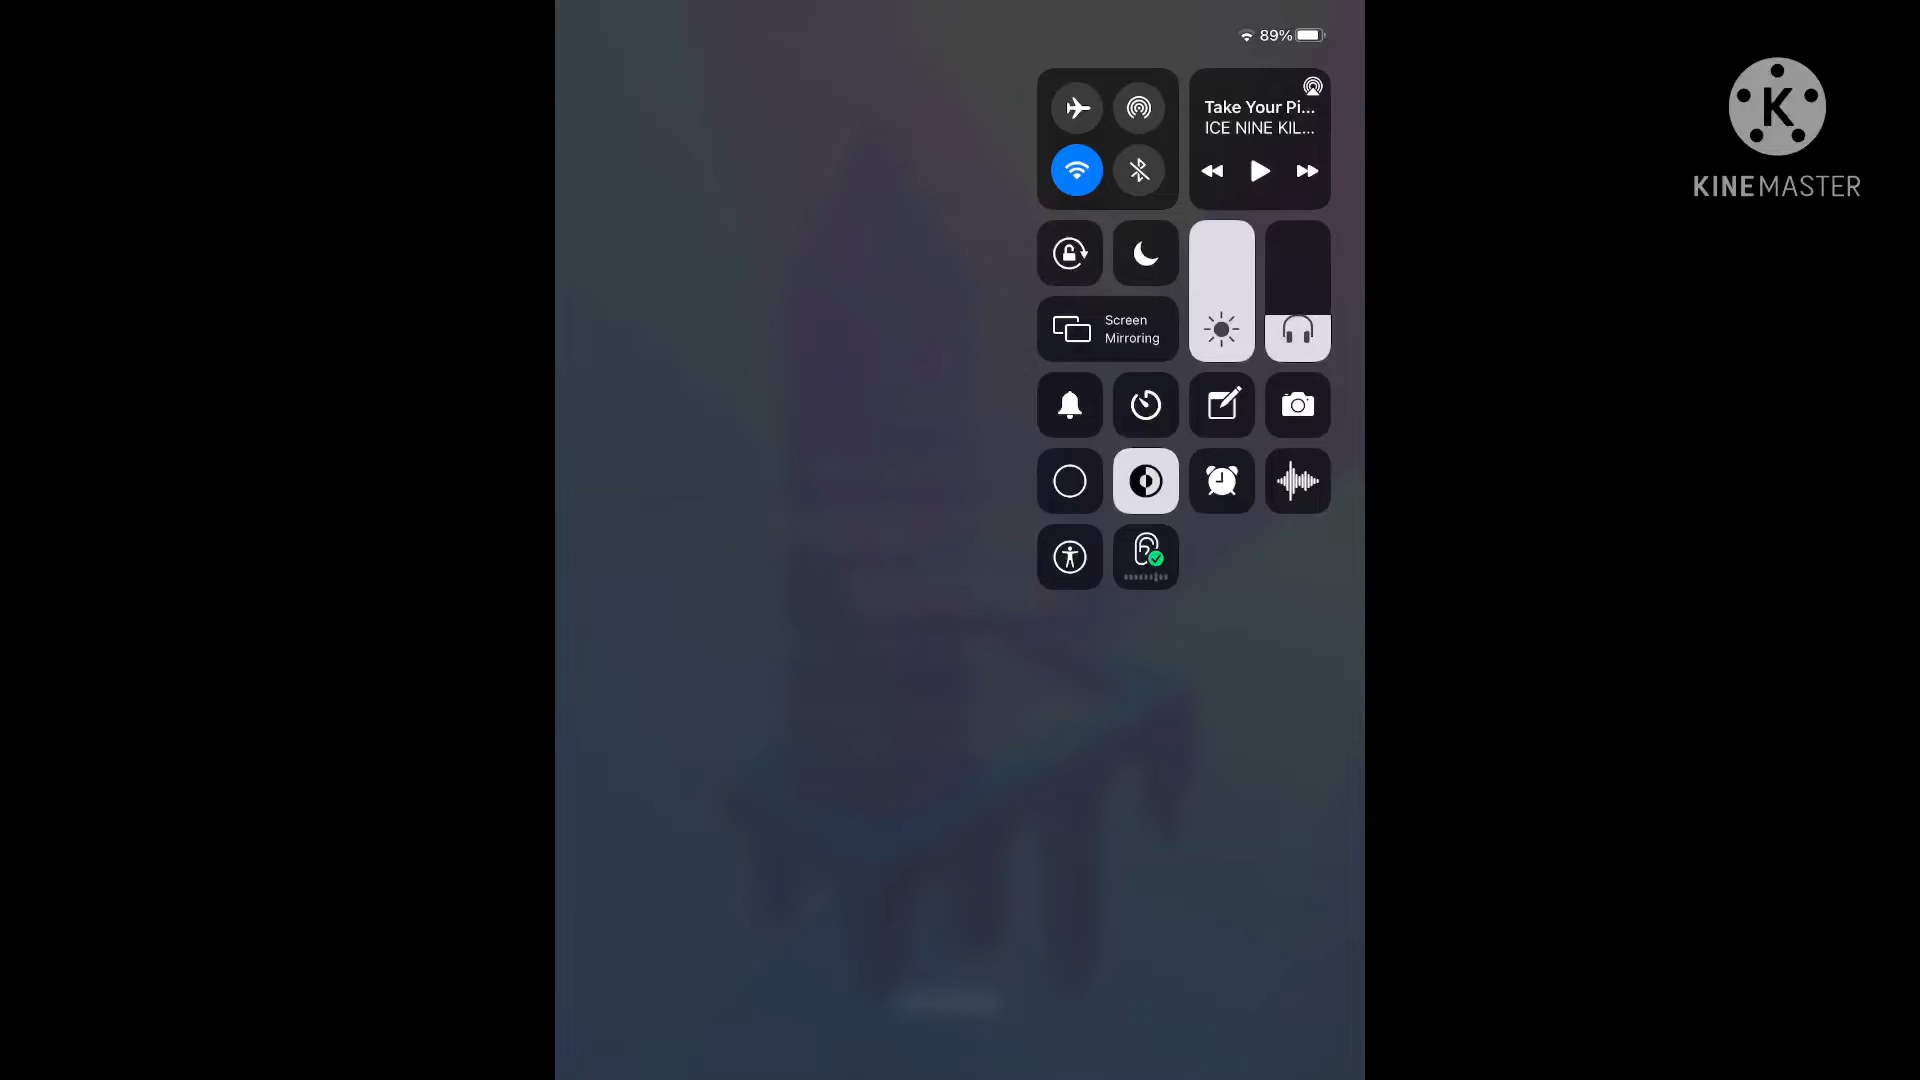 89%
Take Your Pi...
ICE NINE KIL...
Screen
Mirroring
K
KINEMASTER